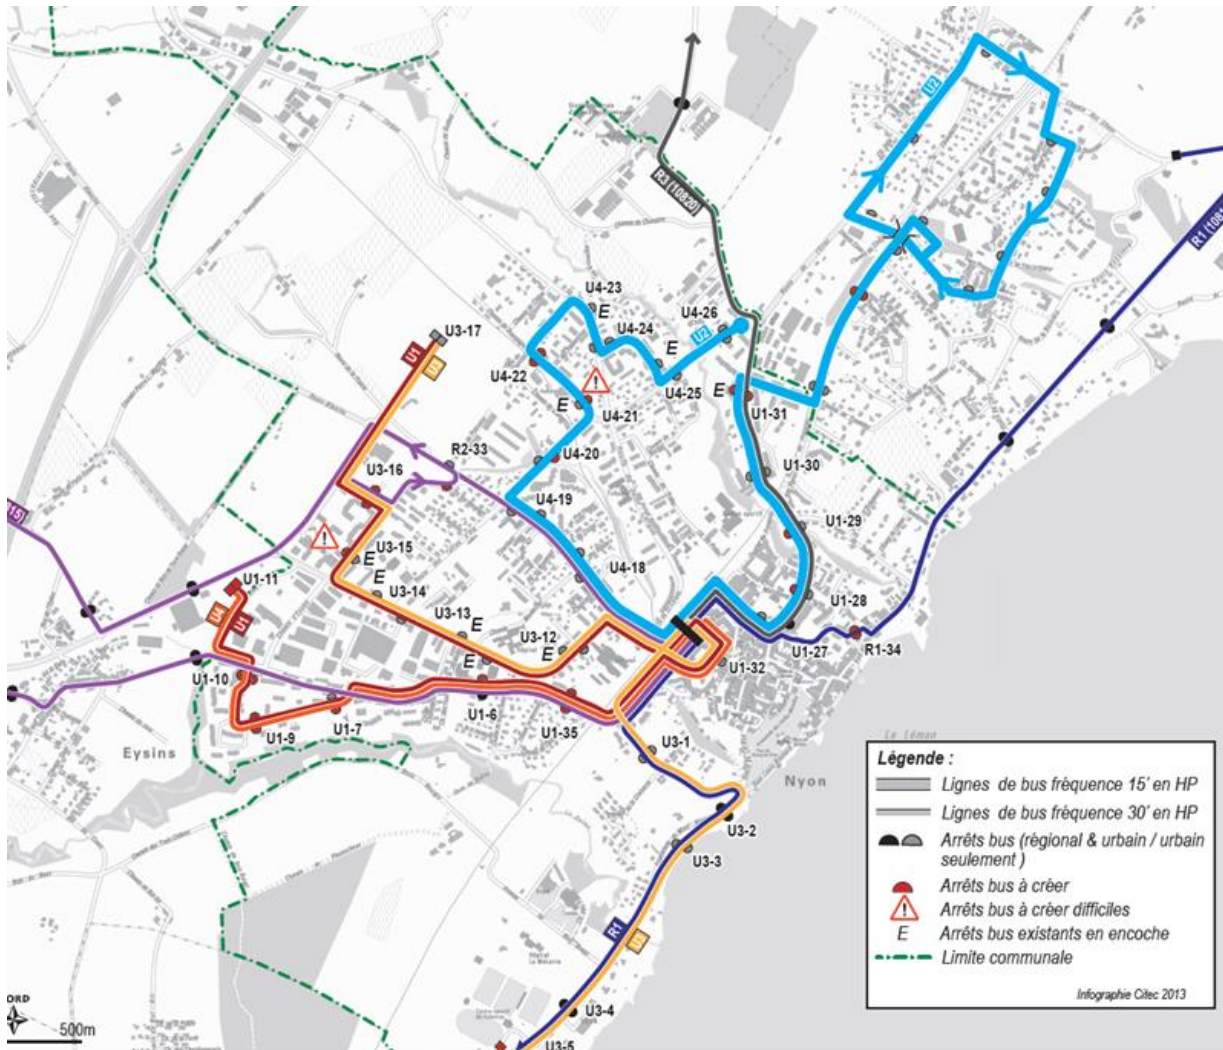 U2
R3 (10820)
R1 (1081
U4-23
E
U4-26
U4-24
U2
U3-17
U1
U3
E
U4-22
U4-25
!
E
U4-21
E
U1-31
R2-33
U4-20
U3-16
U1-30
15)
U4-19
U1-29
!
U3-15
E
E
U4-18
U1-11
U3-14
U4
U1
U3-13
E
U1-28
U3-12
E
E
U1-27
R1-34
U1-32
U1-10
U1-7
U1-6
U1-35
U1-9
Eysins
U3-1
Le Léman
Nyon
U3-2
U3-3
R1
U3
U3-4
U3-5
ORD
500m
Légende :
Lignes de bus fréquence 15' en HP
Lignes de bus fréquence 30' en HP
Arrêts bus (régional & urbain / urbain
seulement )
Arrêts bus à créer
! Arrêts bus à créer difficiles
E Arrêts bus existants en encoche
Limite communale
Infographie Citec 2013